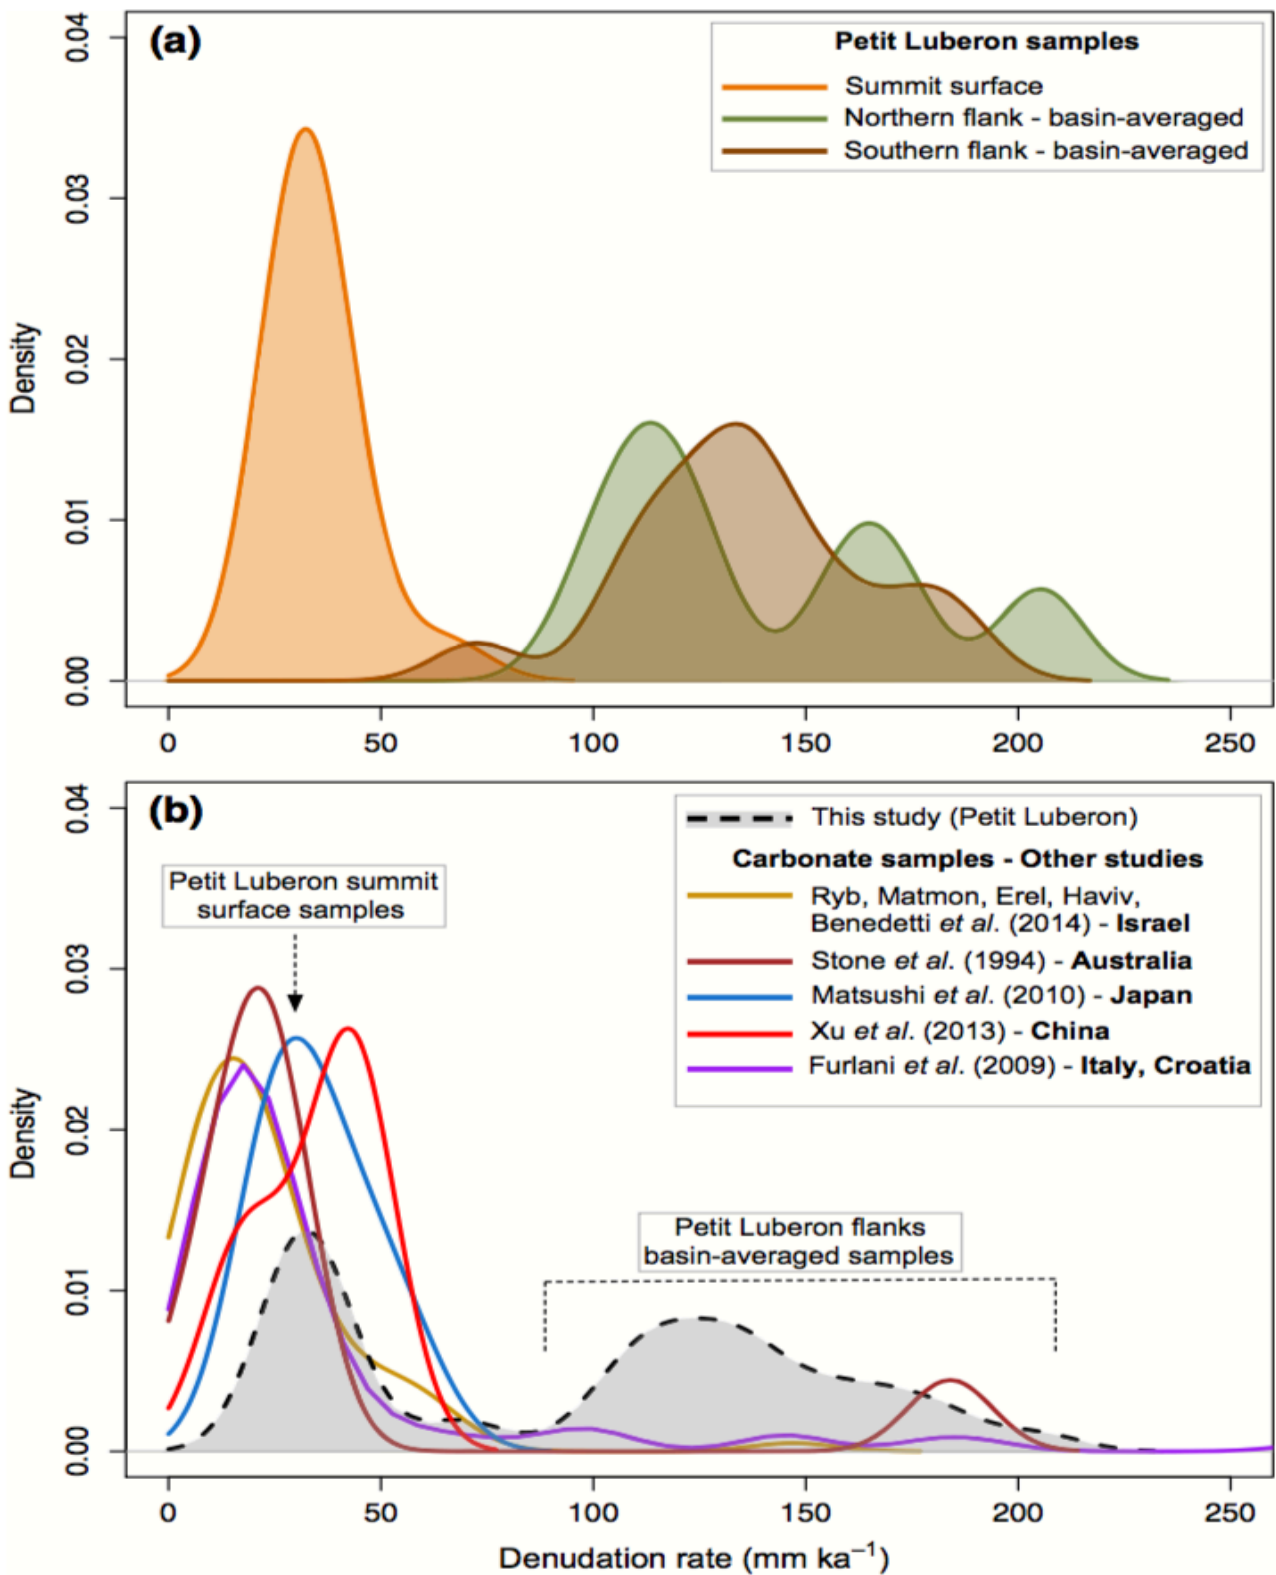 (a)
Petit Luberon samples
Summit surface
Northern flank - basin-averaged
Southern flank - basin-averaged
Density
0.04
0.03
0.02
0.01
0.00
0 50 100 150 200 250
(b)
This study (Petit Luberon)
Carbonate samples - Other studies
Ryb, Matmon, Erel, Haviv,
Benedetti et al. (2014) - Israel
Stone et al. (1994) - Australia
Matsushi et al. (2010) - Japan
Xu et al. (2013) - China
Furlani et al. (2009) - Italy, Croatia
Petit Luberon summit
surface samples
Petit Luberon flanks
basin-averaged samples
Density
0.04
0.03
0.02
0.01
0.00
0 50 100 150 200 250
Denudation rate (mm ka⁻¹)